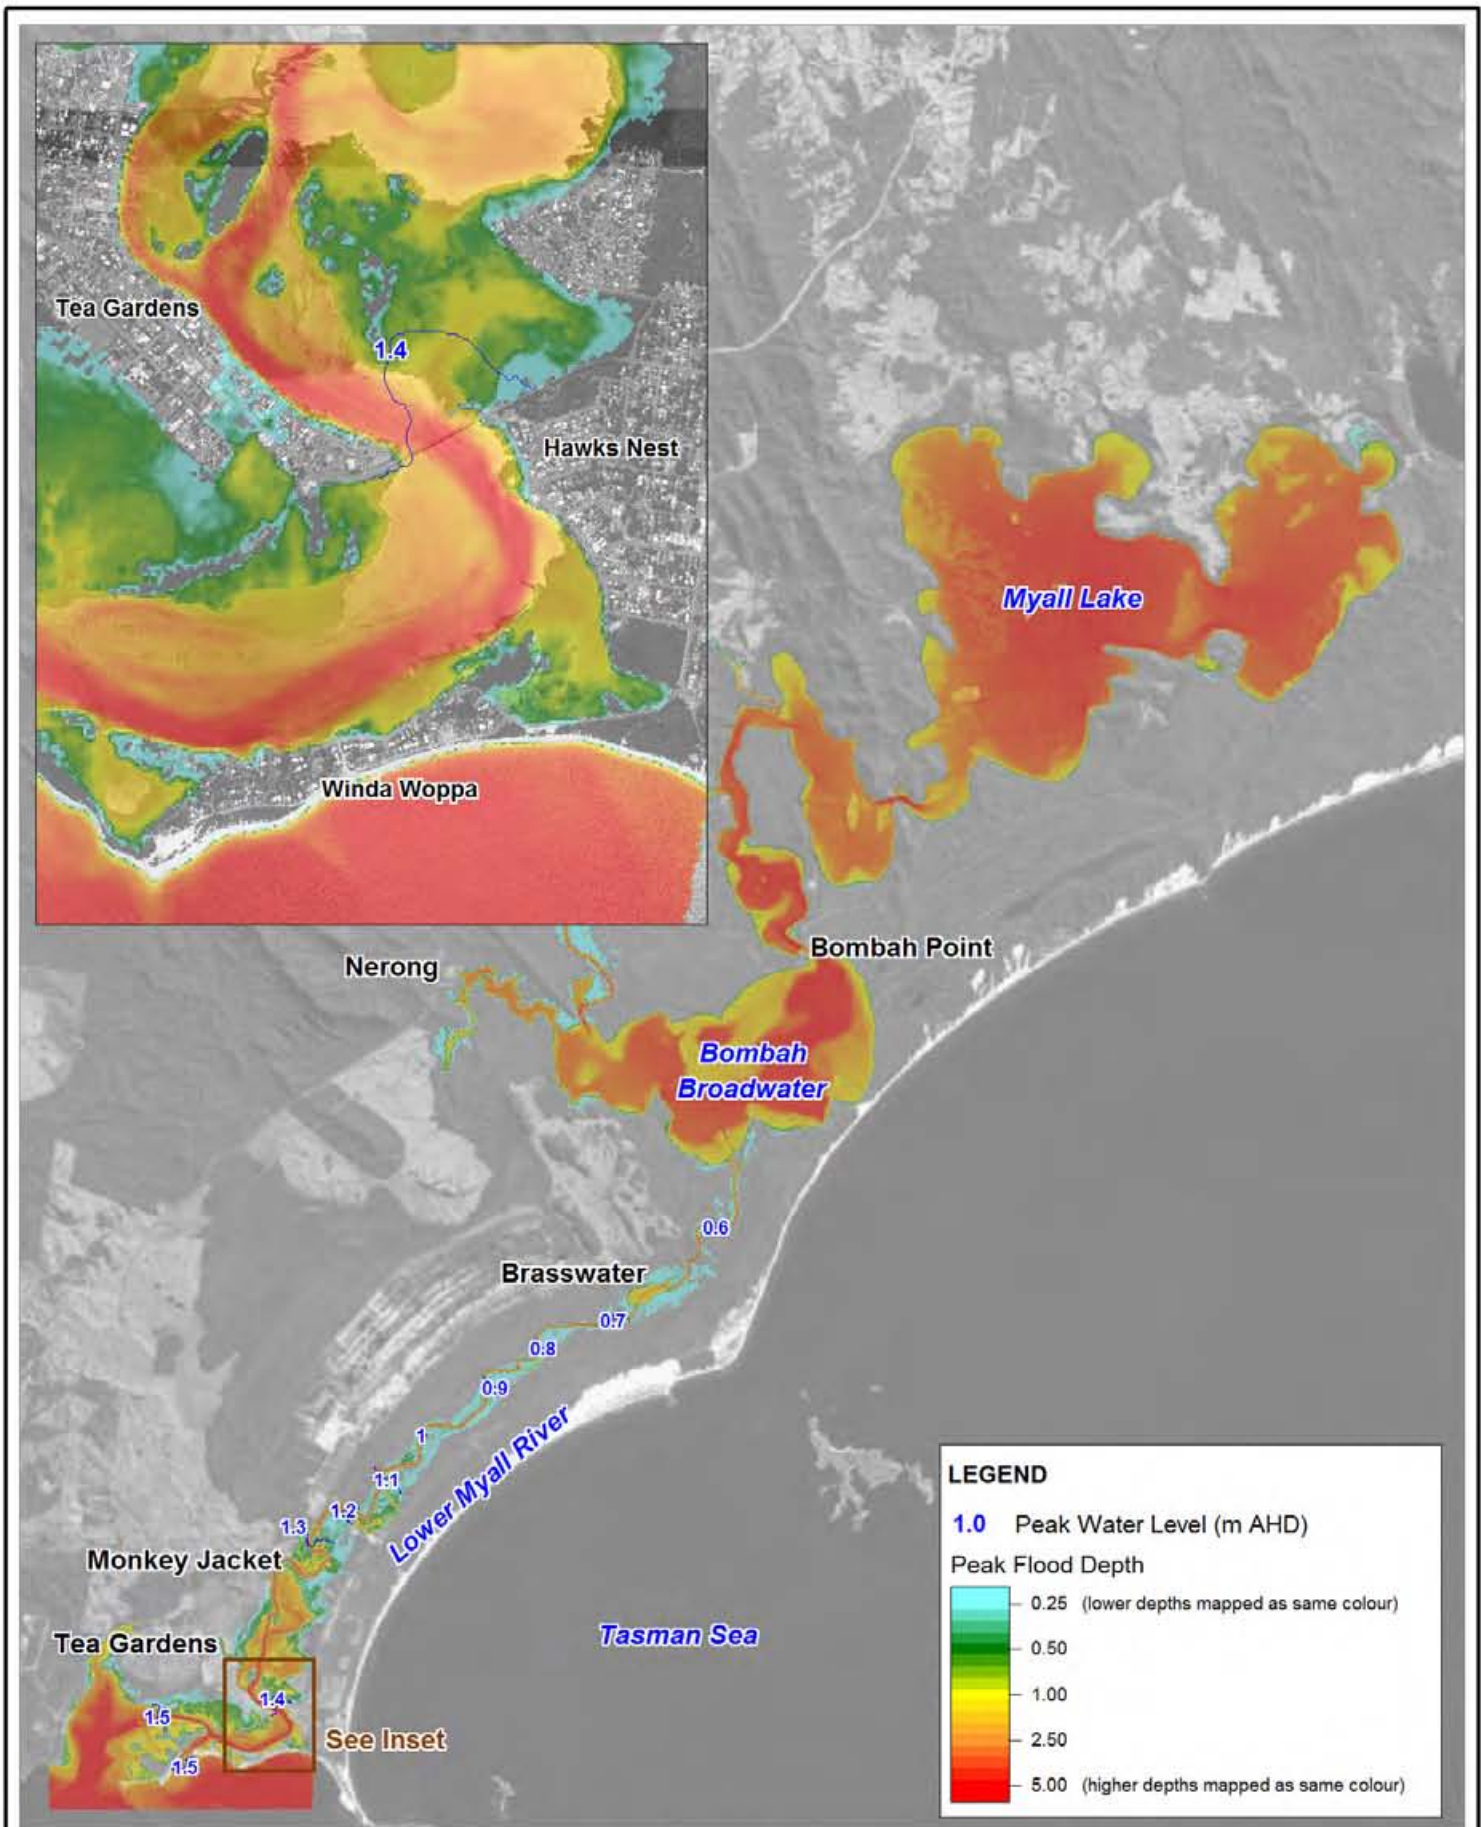 Tea Gardens
1.4
Hawks Nest
Winda Woppa
Myall Lake
Bombah Point
Nerong
Bombah
Broadwater
0.6
Brasswater
0.7
0.8
0.9
1
1.1
Lower Myall River
1.2
1.3
Monkey Jacket
Tea Gardens
Tasman Sea
1.4
1.5
See Inset
1.5
LEGEND
1.0 Peak Water Level (m AHD)
Peak Flood Depth
0.25 (lower depths mapped as same colour)
0.50
1.00
2.50
5.00 (higher depths mapped as same colour)